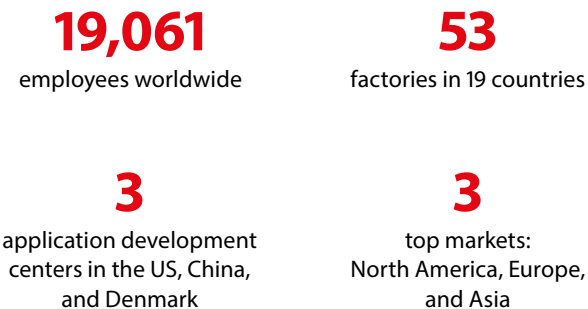 19,061
employees worldwide
53
factories in 19 countries
3
application development
centers in the US, China,
and Denmark
3
top markets:
North America, Europe,
and Asia